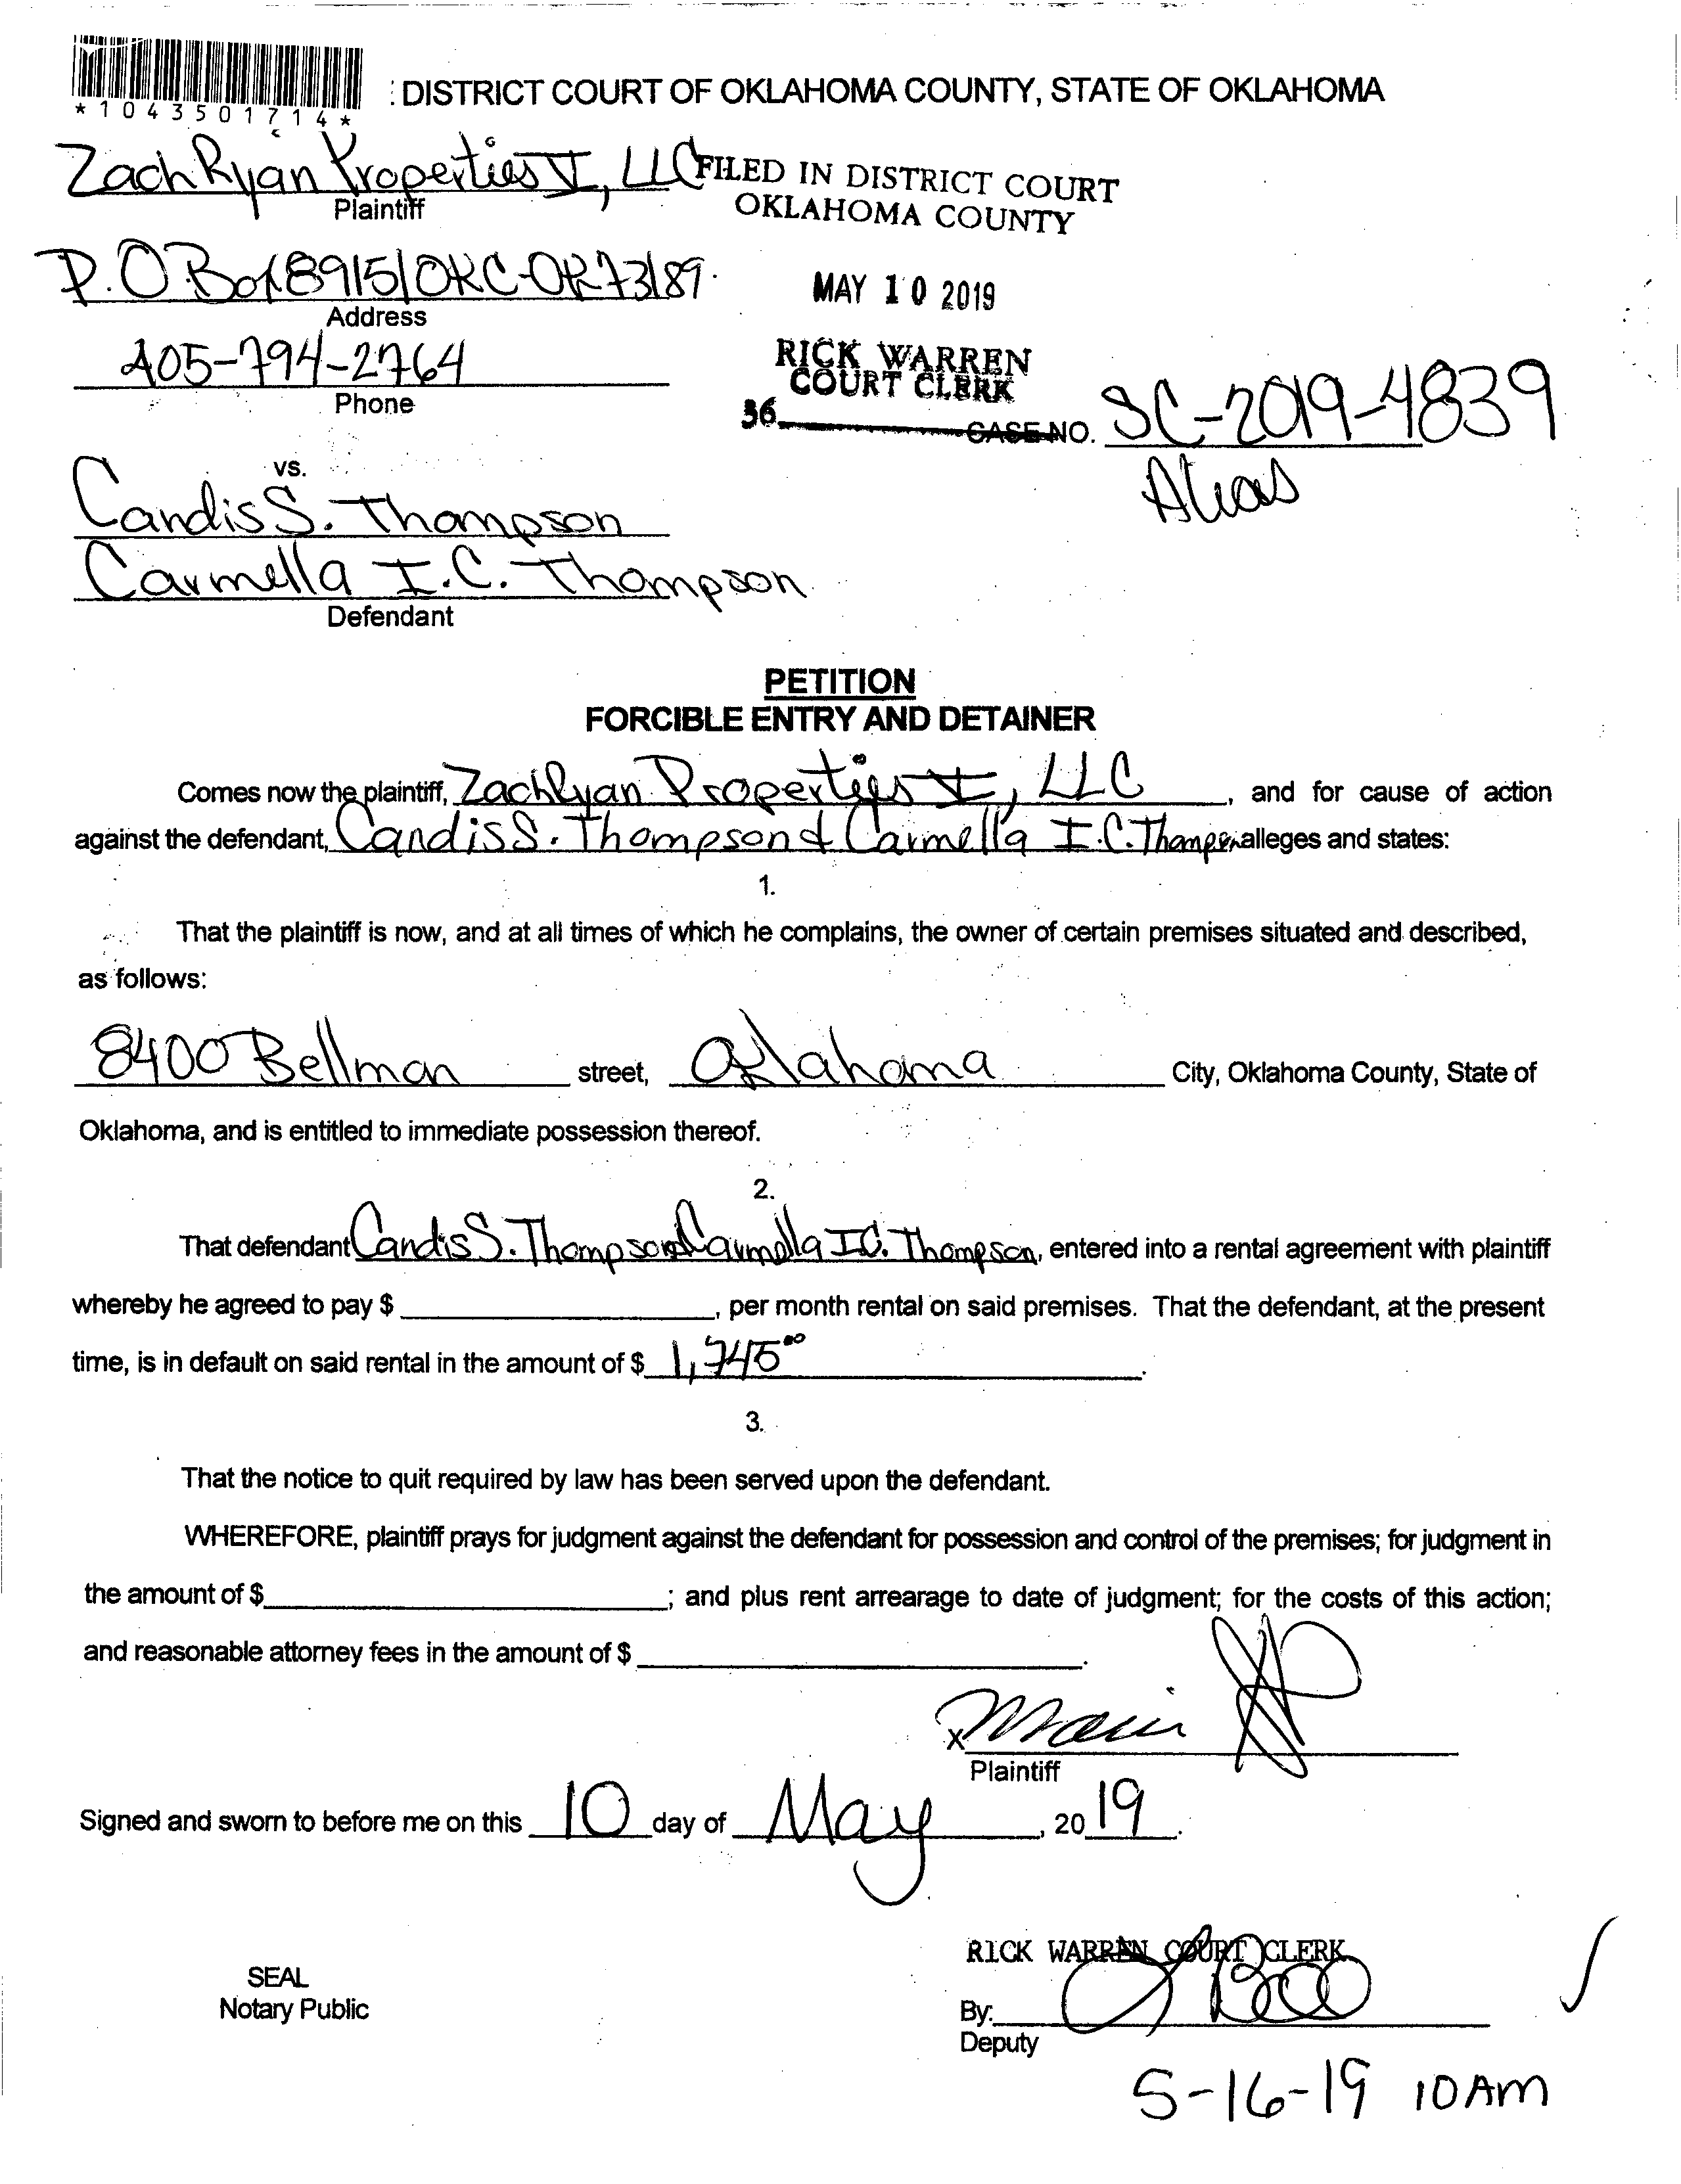 *1043501714*
: DISTRICT COURT OF OKLAHOMA COUNTY, STATE OF OKLAHOMA
ZachRyan Properties I, LLC
Plaintiff
FILED IN DISTRICT COURT
OKLAHOMA COUNTY
P.O Box 89151 OKC-OK 73189
Address
MAY 10 2019
405-794-2764
Phone
RICK WARREN
COURT CLERK
36
CASE NO. SC-2019-4839
Alias
vs.
Candis S. Thompson
Carmella I.C. Thompson
Defendant
PETITION
FORCIBLE ENTRY AND DETAINER
Comes now the plaintiff, ZachRyan Properties I, LLC, and for cause of action
against the defendant, Candis S. Thompson & Carmella I.C. Thompson alleges and states:
1.
That the plaintiff is now, and at all times of which he complains, the owner of certain premises situated and described,
as follows:
8400 Bellman street, Oklahoma City, Oklahoma County, State of
Oklahoma, and is entitled to immediate possession thereof.
2.
That defendant Candis S. Thompson & Carmella I.C. Thompson, entered into a rental agreement with plaintiff
whereby he agreed to pay $ ____, per month rental on said premises. That the defendant, at the present
time, is in default on said rental in the amount of $ 1,745⁰⁰.
3.
That the notice to quit required by law has been served upon the defendant.
WHEREFORE, plaintiff prays for judgment against the defendant for possession and control of the premises; for judgment in
the amount of $____; and plus rent arrearage to date of judgment; for the costs of this action;
and reasonable attorney fees in the amount of $ ____.
X
Plaintiff
Signed and sworn to before me on this 10 day of May, 2019.
RICK WARREN COURT CLERK
SEAL
Notary Public
By:
Deputy
5-16-19 10AM